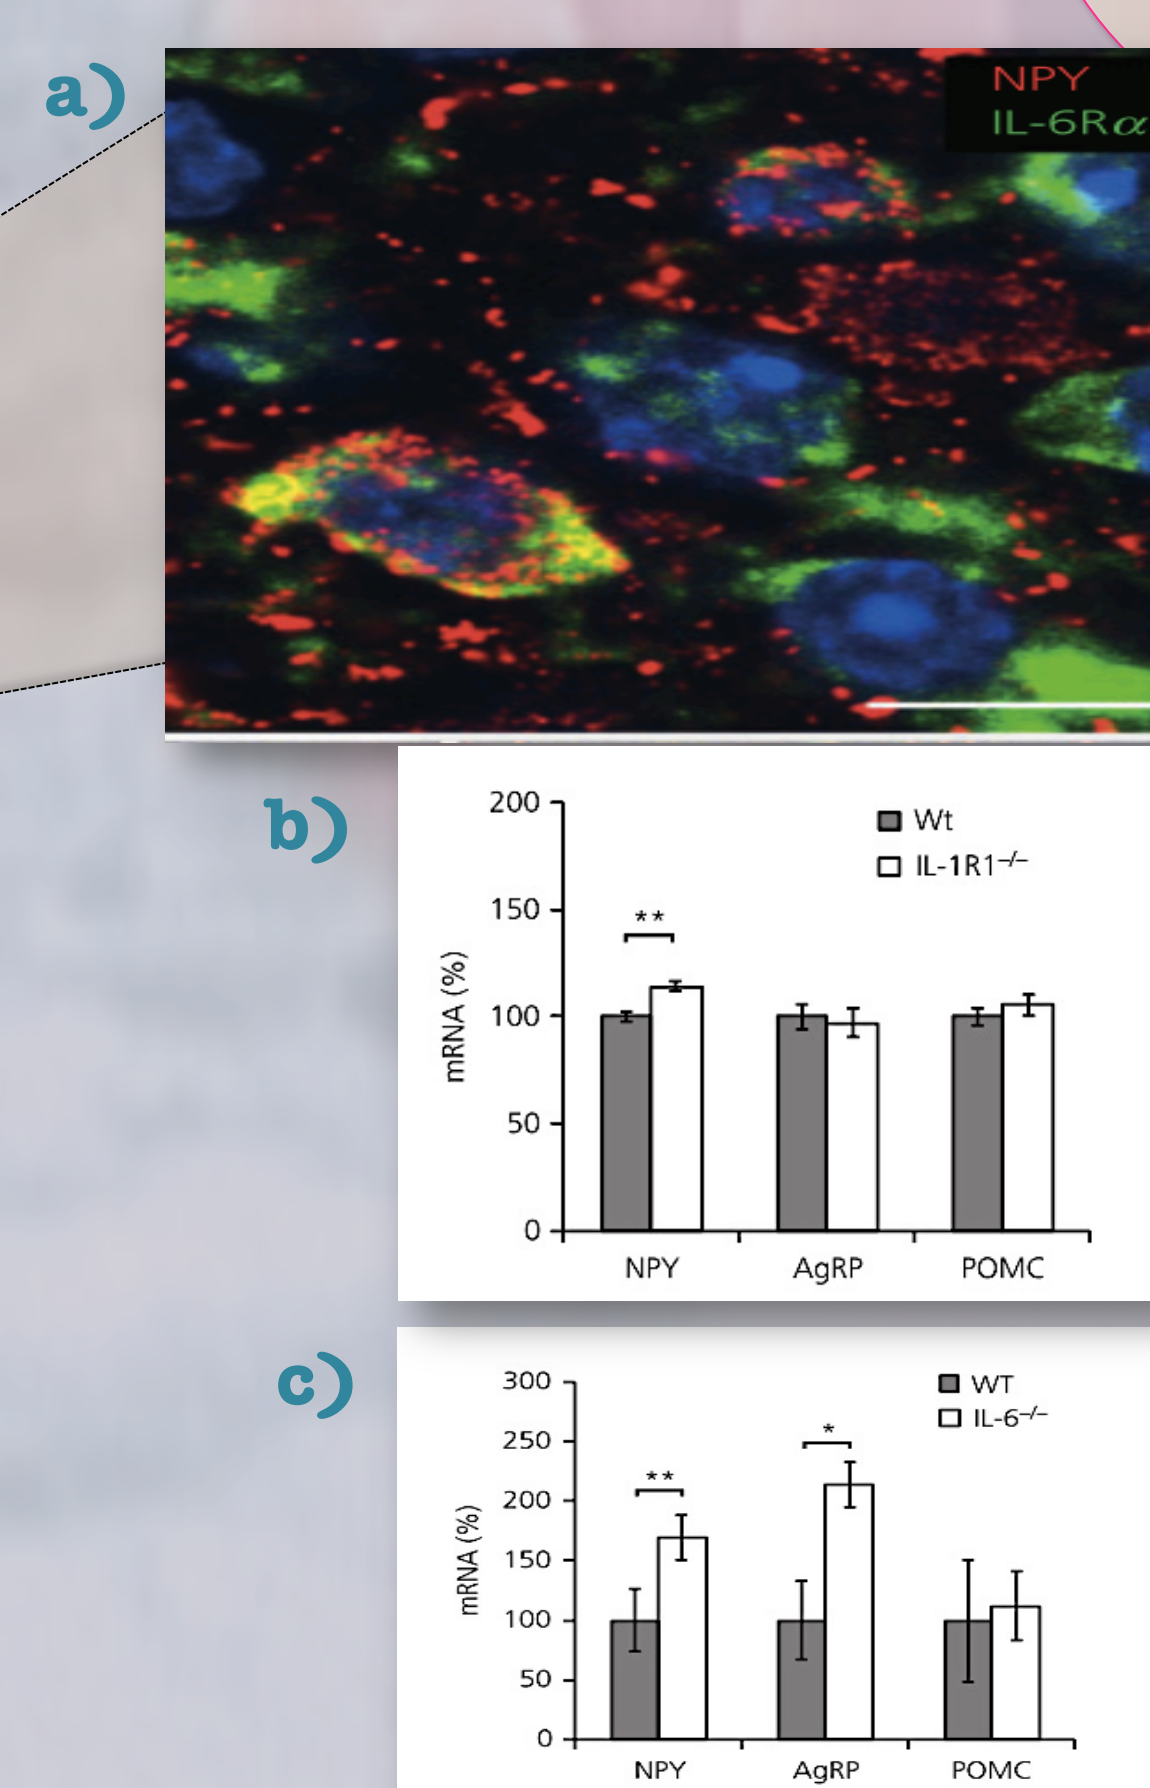 a)
NPY
IL-6Rα
b)
200
150
100
50
0
mRNA (%)
Wt
IL-1R1–/–
**
NPY AgRP POMC
c)
300
250
200
150
100
50
0
mRNA (%)
WT
IL-6–/–
**
*
NPY AgRP POMC